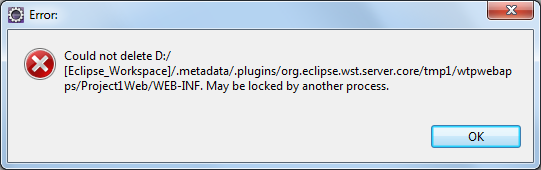 Error:
Could not delete D:/
[Eclipse_Workspace]/.metadata/.plugins/org.eclipse.wst.server.core/tmp1/wtpwebap
ps/Project1Web/WEB-INF. May be locked by another process.
OK